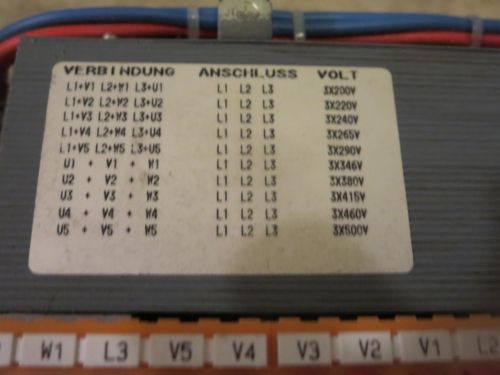 VERBINDUNG ANSCHLUSS VOLT
L1+V1 L2+W1 L3+U1 L1 L2 L3 3X200V
L1+V2 L2+W2 L3+U2 L1 L2 L3 3X220V
L1+V3 L2+W3 L3+U3 L1 L2 L3 3X240V
L1+V4 L2+W4 L3+U4 L1 L2 L3 3X265V
L1+V5 L2+W5 L3+U5 L1 L2 L3 3X290V
U1 + V1 + W1 L1 L2 L3 3X346V
U2 + V2 + W2 L1 L2 L3 3X380V
U3 + V3 + W3 L1 L2 L3 3X415V
U4 + V4 + W4 L1 L2 L3 3X460V
U5 + V5 + W5 L1 L2 L3 3X500V
W1 L3 V5 V4 V3 V2 V1 L2